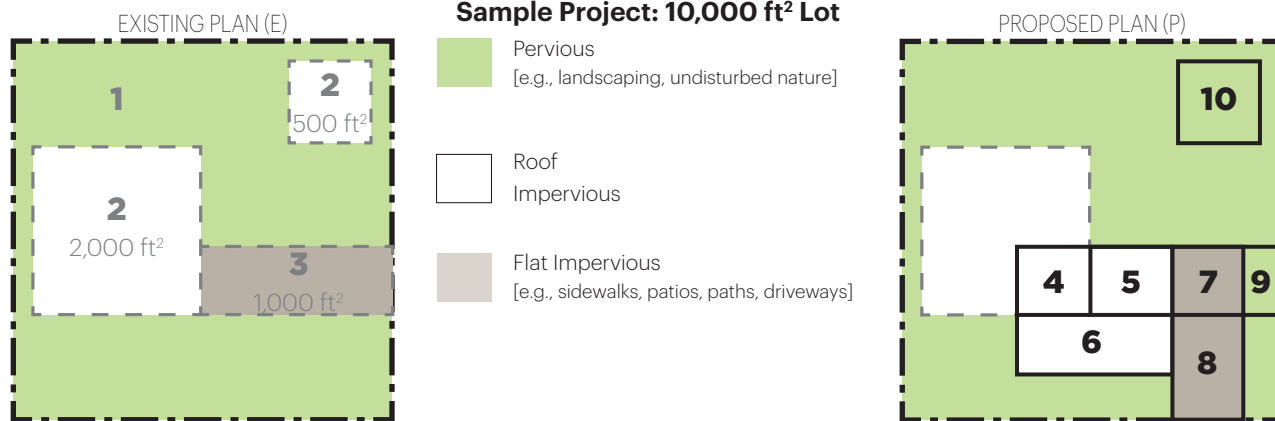 EXISTING PLAN (E)
1
2
500 ft²
2
2,000 ft²
3
1,000 ft²
Sample Project: 10,000 ft² Lot
Pervious
[e.g., landscaping, undisturbed nature]
Roof
Impervious
Flat Impervious
[e.g., sidewalks, patios, paths, driveways]
PROPOSED PLAN (P)
10
4 5 7 9
6
8